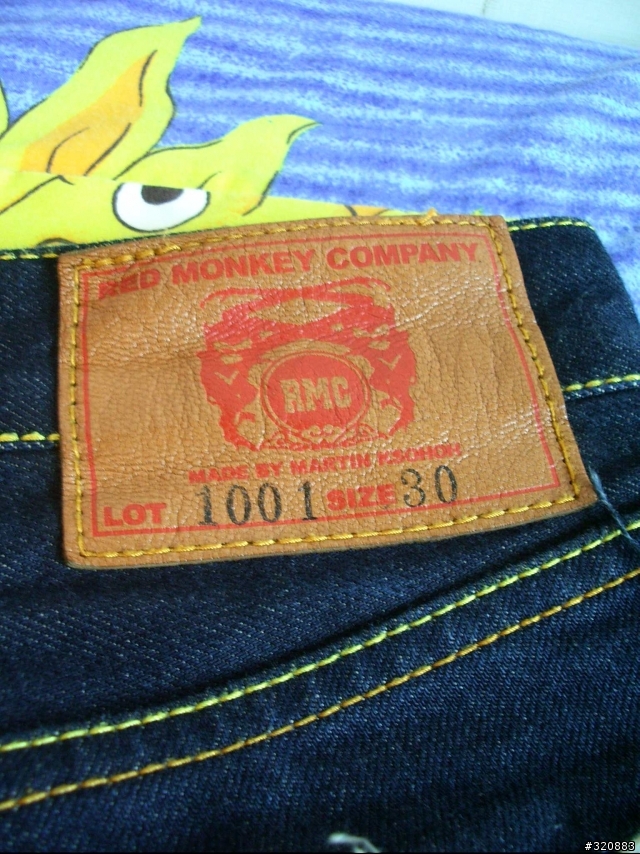 RED MONKEY COMPANY
RMC
MADE BY MARTIN KSOHOH
LOT 1001 SIZE 30
#320883